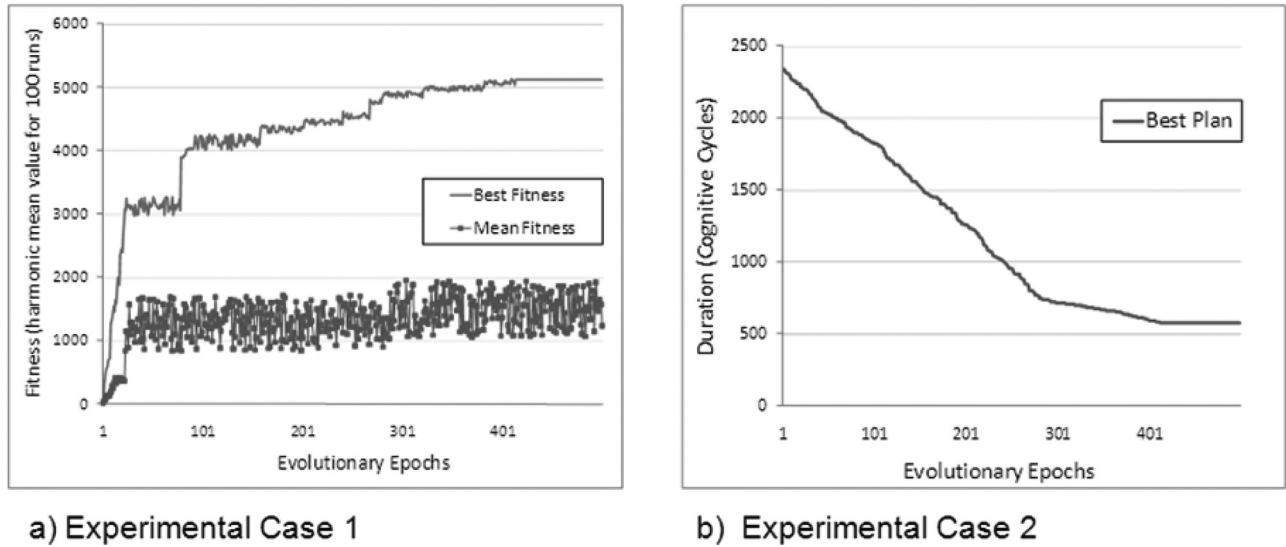 6000
5000
4000
3000
2000
1000
0
Fitness (harmonic mean value for 100 runs)
Best Fitness
Mean Fitness
1 101 201 301 401
Evolutionary Epochs
a) Experimental Case 1
2500
2000
1500
1000
500
0
Duration (Cognitive Cycles)
Best Plan
1 101 201 301 401
Evolutionary Epochs
b) Experimental Case 2